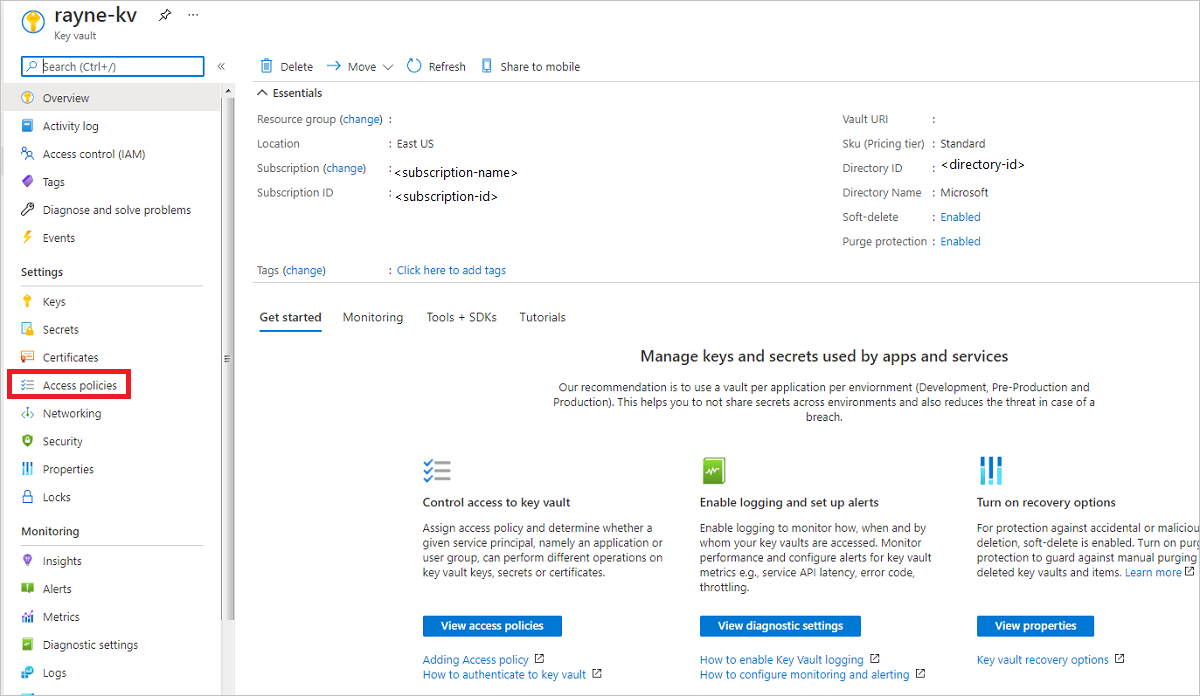 rayne-kv
Key vault
Search (Ctrl+/)
Overview
Activity log
Access control (IAM)
Tags
Diagnose and solve problems
Events
Settings
Keys
Secrets
Certificates
Access policies
Networking
Security
Properties
Locks
Monitoring
Insights
Alerts
Metrics
Diagnostic settings
Logs
Delete Move Refresh Share to mobile
Essentials
Resource group (change) :
Location : East US
Subscription (change) : <subscription-name>
Subscription ID : <subscription-id>
Vault URI :
Sku (Pricing tier) : Standard
Directory ID : <directory-id>
Directory Name : Microsoft
Soft-delete : Enabled
Purge protection : Enabled
Tags (change) : Click here to add tags
Get started Monitoring Tools + SDKs Tutorials
Manage keys and secrets used by apps and services
Our recommendation is to use a vault per application per enviornment (Development, Pre-Production and
Production). This helps you to not share secrets across environments and also reduces the threat in case of a
breach.
Control access to key vault
Assign access policy and determine whether a
given service principal, namely an application or
user group, can perform different operations on
key vault keys, secrets or certificates.
View access policies
Adding Access policy
How to authenticate to key vault
Enable logging and set up alerts
Enable logging to monitor how, when and by
whom your key vaults are accessed. Monitor
performance and configure alerts for key vault
metrics e.g., service API latency, error code,
throttling.
View diagnostic settings
How to enable Key Vault logging
How to configure monitoring and alerting
Turn on recovery options
For protection against accidental or maliciou
deletion, soft-delete is enabled. Turn on purg
protection to guard against manual purging
deleted key vaults and items. Learn more
View properties
Key vault recovery options